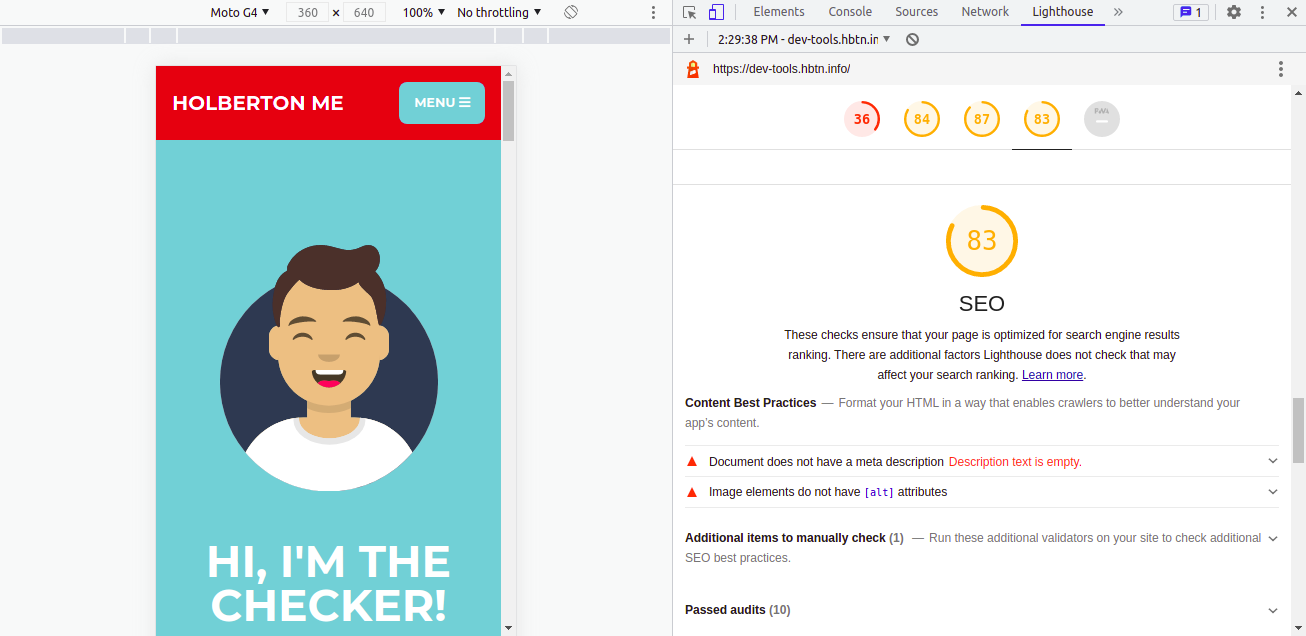 Moto G4 ▼ 360 × 640 100% ▼ No throttling ▼
Elements Console Sources Network Lighthouse » 1
2:29:38 PM - dev-tools.hbtn.in ▼
https://dev-tools.hbtn.info/
HOLBERTON ME
MENU
HI, I'M THE
CHECKER!
36 84 87 83 PWA
83
SEO
These checks ensure that your page is optimized for search engine results
ranking. There are additional factors Lighthouse does not check that may
affect your search ranking. Learn more.
Content Best Practices — Format your HTML in a way that enables crawlers to better understand your
app's content.
Document does not have a meta description Description text is empty.
Image elements do not have [alt] attributes
Additional items to manually check (1) — Run these additional validators on your site to check additional
SEO best practices.
Passed audits (10)